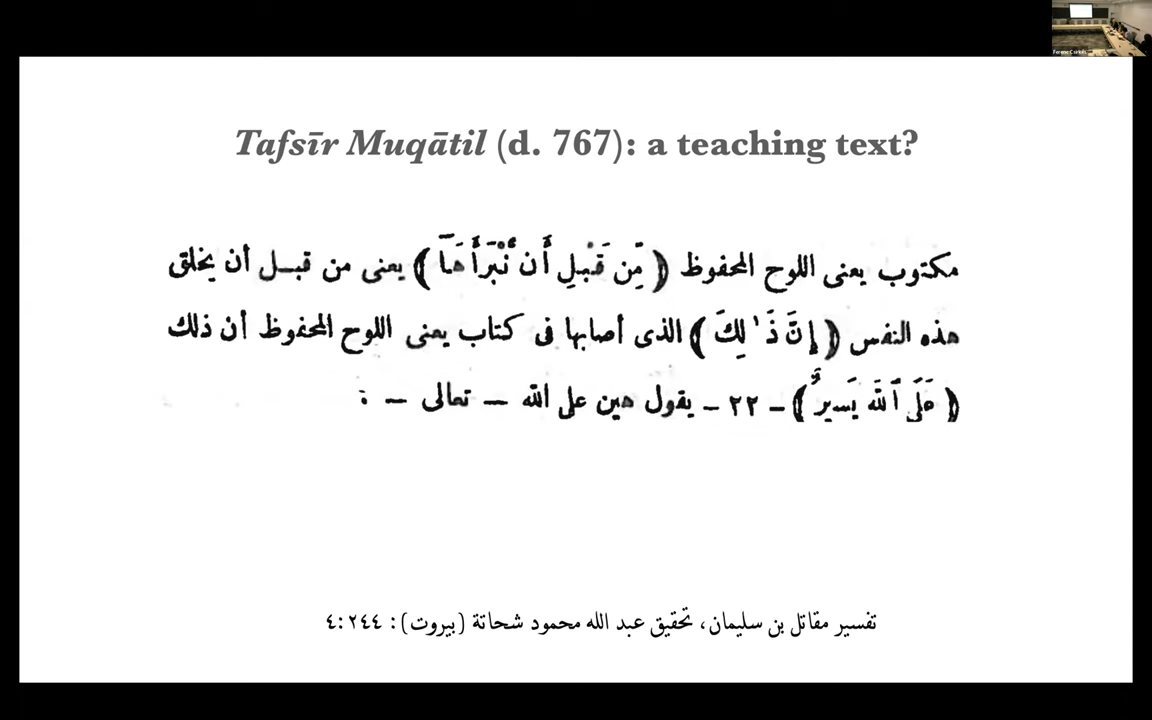 Tafsīr Muqātil (d. 767): a teaching text?
مكتوب يعنى اللوح المحفوظ ﴿ مِّن قَبْلِ أَن نَّبْرَأَهَآ ﴾ يعنى من قبل أن يخلق
هذه النفس ﴿ إِنَّ ذَٰلِكَ ﴾ الذى أصابها فى كتاب يعنى اللوح المحفوظ أن ذلك
﴿ عَلَى ٱللَّهِ يَسِيرٌ ﴾ – ٢٢ – يقول هين على الله — تعالى — :
تفسير مقاتل بن سليمان، تحقيق عبد الله محمود شحاتة (بيروت): ٤:٢٤٤